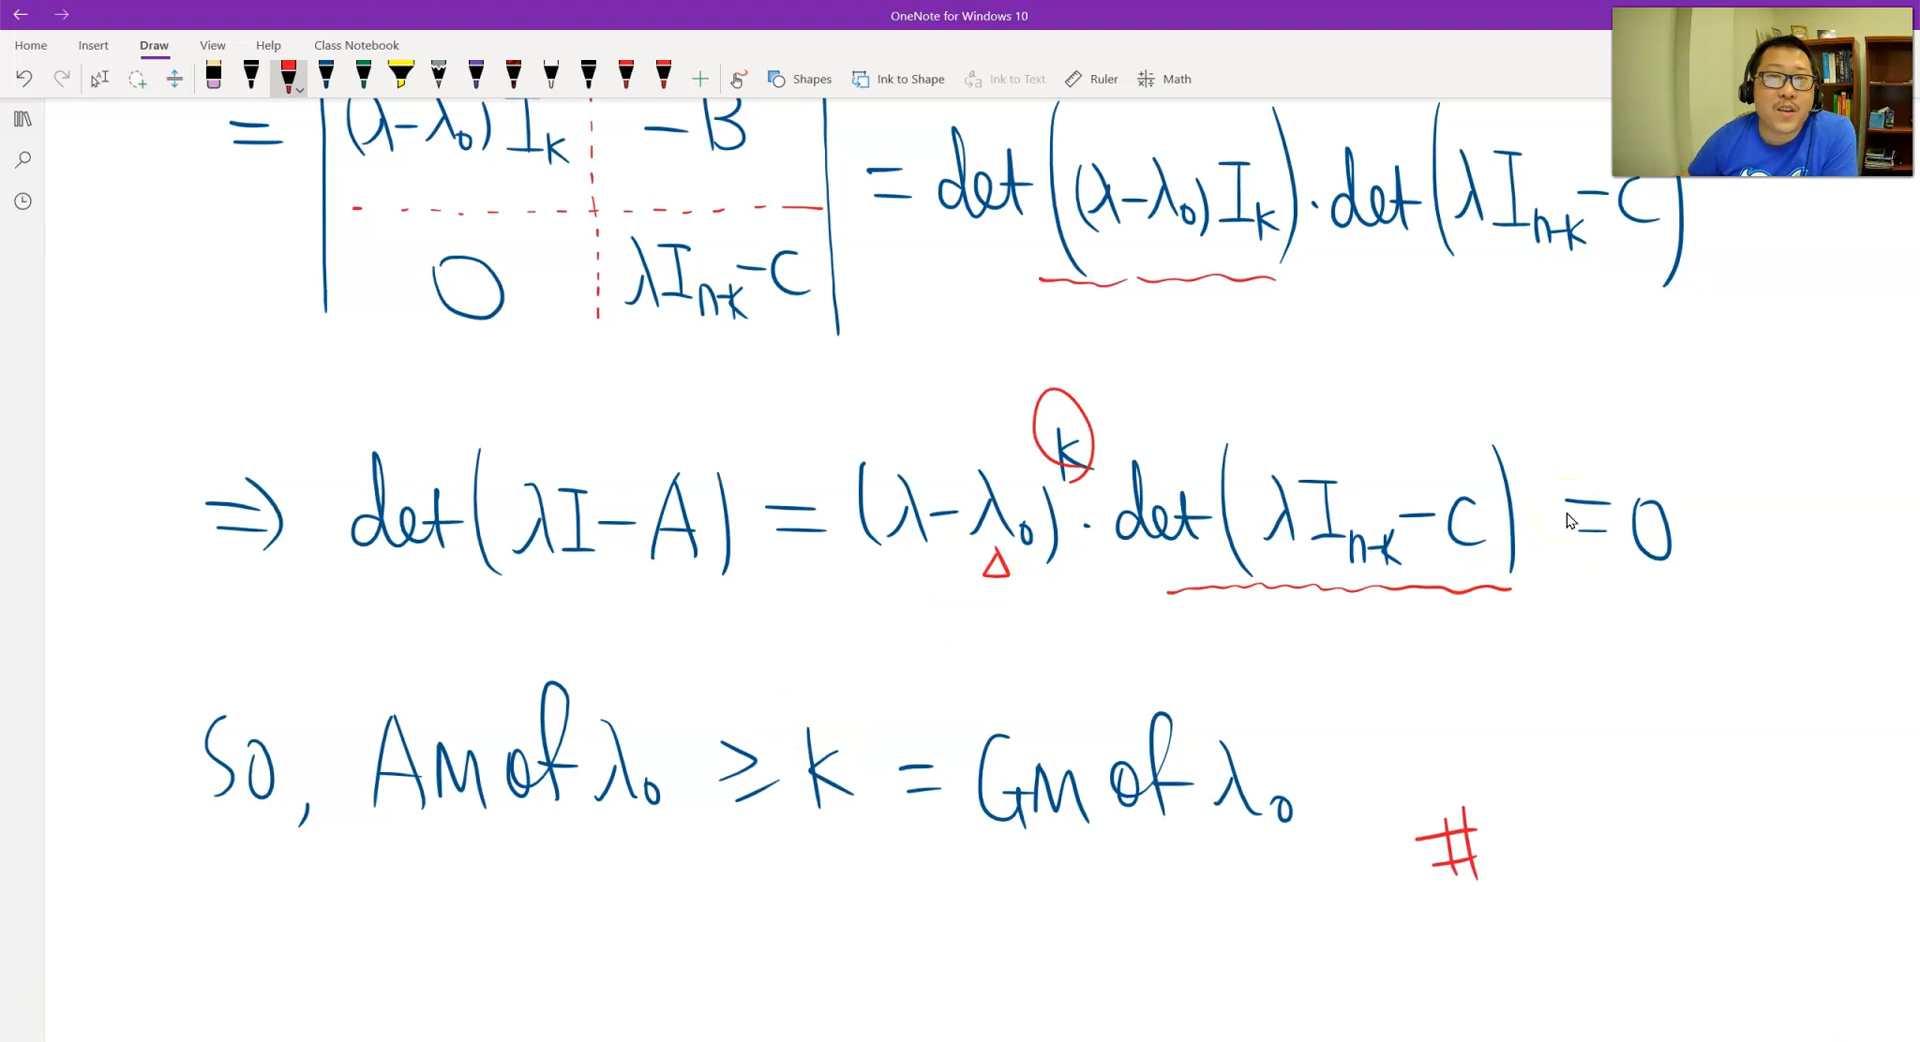 OneNote for Windows 10
Home Insert Draw View Help Class Notebook
Shapes Ink to Shape Ink to Text Ruler Math
= | (λ-λ₀) I_k -B ; 0 λI_{n-k}-C | = det((λ-λ₀)I_k)·det(λI_{n-k}-C)
⇒ det(λI-A) = (λ-λ₀)^k · det(λI_{n-k}-C) = 0
Δ
So, AM of λ₀ ≥ k = GM of λ₀
#